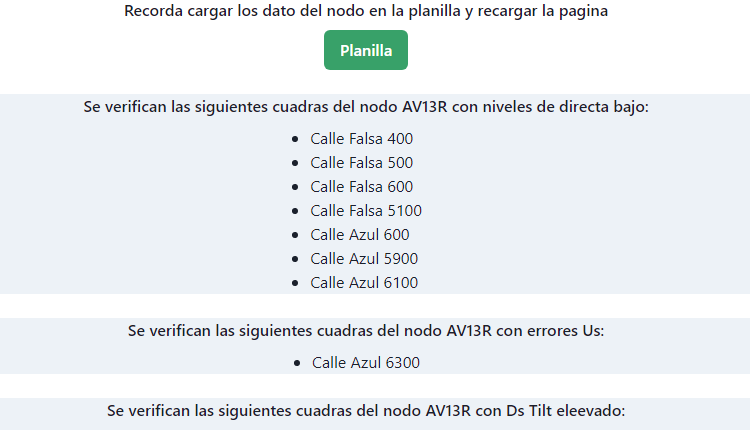 Recorda cargar los dato del nodo en la planilla y recargar la pagina
Planilla
Se verifican las siguientes cuadras del nodo AV13R con niveles de directa bajo:
Calle Falsa 400
Calle Falsa 500
Calle Falsa 600
Calle Falsa 5100
Calle Azul 600
Calle Azul 5900
Calle Azul 6100
Se verifican las siguientes cuadras del nodo AV13R con errores Us:
Calle Azul 6300
Se verifican las siguientes cuadras del nodo AV13R con Ds Tilt eleevado: